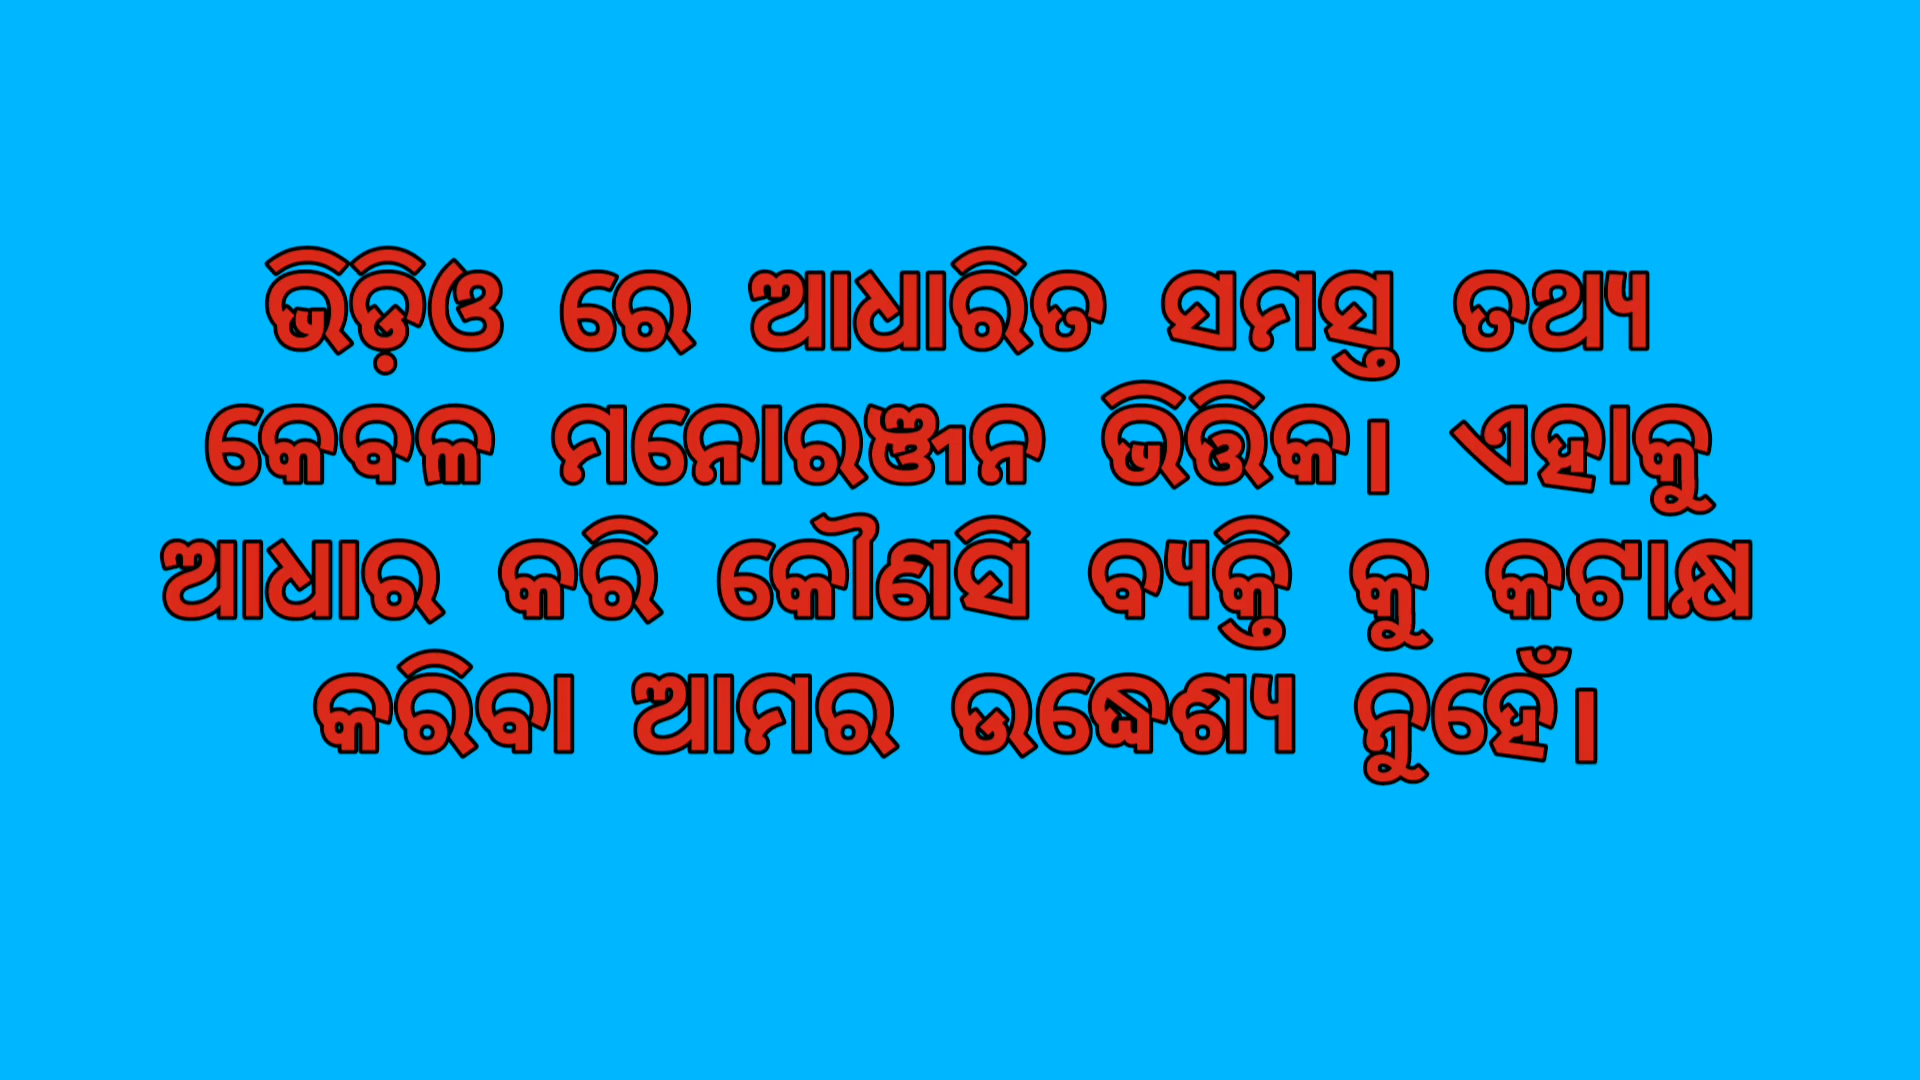 ଭିଡ଼ିଓ ରେ ଆଧାରିତ ସମସ୍ତ ତଥ୍ୟ
କେବଳ ମନୋରଞ୍ଜନ ଭିତ୍ତିକ। ଏହାକୁ
ଆଧାର କରି କୌଣସି ବ୍ୟକ୍ତି କୁ କଟାକ୍ଷ
କରିବା ଆମର ଉଦ୍ଧେଶ୍ୟ ନୁହେଁ।